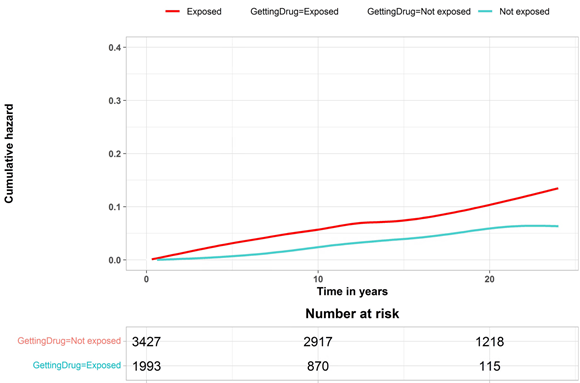 Exposed GettingDrug=Exposed GettingDrug=Not exposed Not exposed
Cumulative hazard
0.4
0.3
0.2
0.1
0.0
0 10 20
Time in years
Number at risk
GettingDrug=Not exposed 3427 2917 1218
GettingDrug=Exposed 1993 870 115